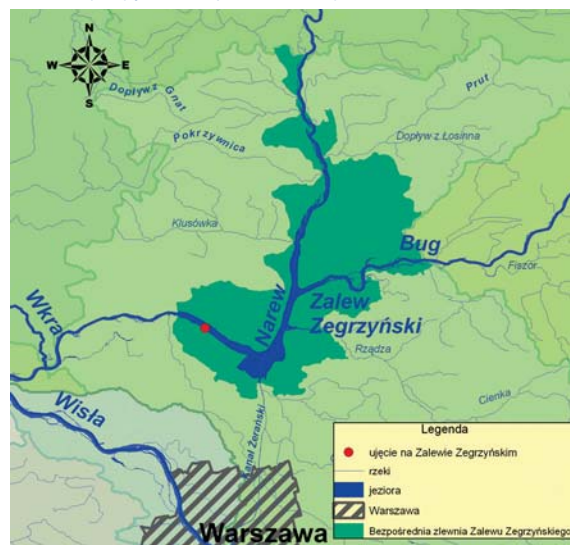 N
W E
S
Dopływ z Gnat
Prut
Pokrzywnica
Dopływ z Łosinna
Klusówka
Bug
Fiszor
Narew
Zalew
Zegrzyński
Wkra
Rządza
Cienka
Wisła
Kanał Żerański
Warszawa
Legenda
ujęcie na Zalewie Zegrzyńskim
rzeki
jeziora
Warszawa
Bezpośrednia zlewnia Zalewu Zegrzyńskiego